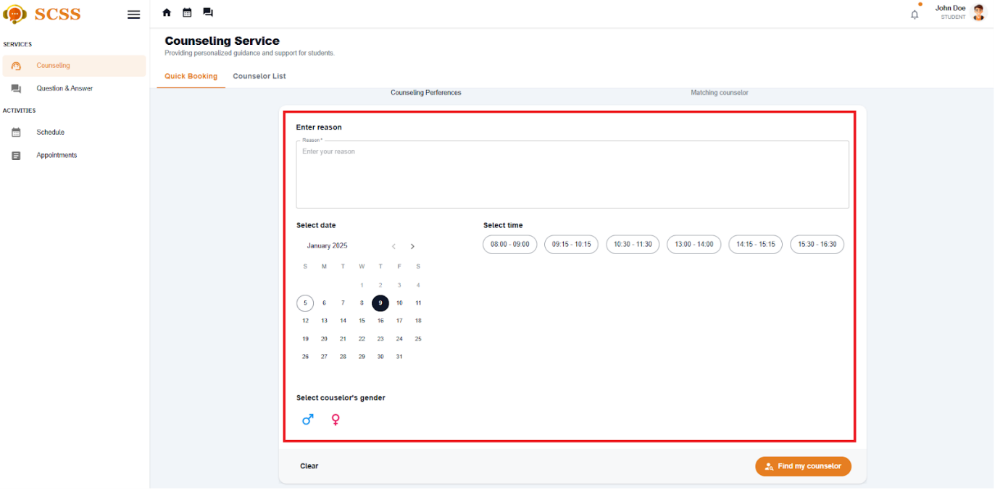 SCSS
John Doe
STUDENT
SERVICES
Counseling
Question & Answer
ACTIVITIES
Schedule
Appointments
Counseling Service
Providing personalized guidance and support for students.
Quick Booking Counselor List
Counseling Perferences Matching counselor
Enter reason
Reason *
Enter your reason
Select date
January 2025
S M T W T F S
1 2 3 4
5 6 7 8 9 10 11
12 13 14 15 16 17 18
19 20 21 22 23 24 25
26 27 28 29 30 31
Select time
08:00 - 09:00 09:15 - 10:15 10:30 - 11:30 13:00 - 14:00 14:15 - 15:15 15:30 - 16:30
Select couselor's gender
Clear Find my counselor